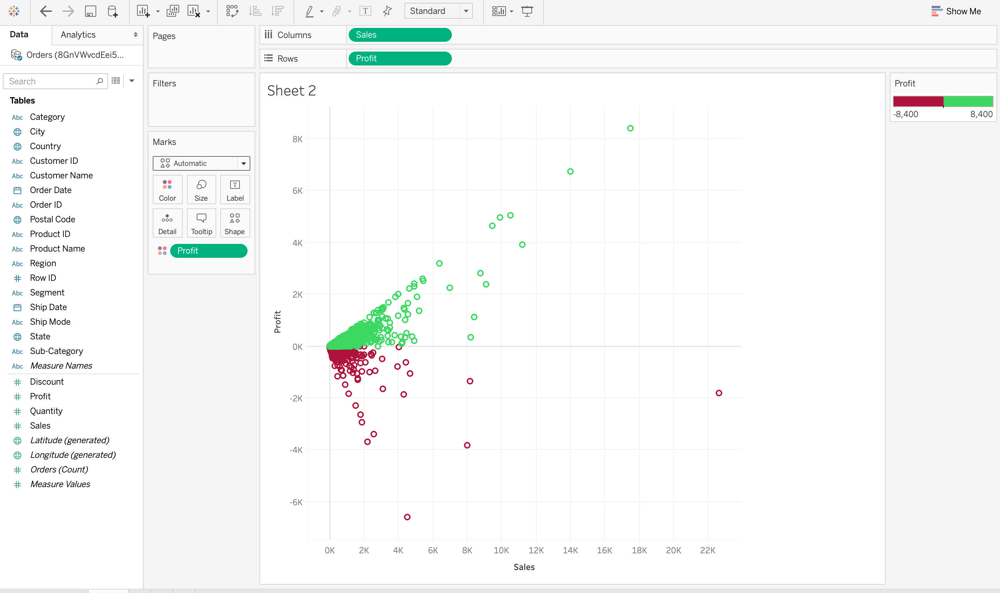 Standard
Show Me
Data
Analytics
Orders (8GnVWvcdEei5...
Search
Tables
Abc Category
City
Country
Abc Customer ID
Abc Customer Name
Order Date
Abc Order ID
Postal Code
Abc Product ID
Abc Product Name
Abc Region
Row ID
Abc Segment
Ship Date
Abc Ship Mode
State
Abc Sub-Category
Abc Measure Names
Discount
Profit
Quantity
Sales
Latitude (generated)
Longitude (generated)
Orders (Count)
Measure Values
Pages
Filters
Marks
Automatic
Color Size Label
Detail Tooltip Shape
Profit
Columns Sales
Rows Profit
Sheet 2
8K
6K
4K
2K
0K
-2K
-4K
-6K
Profit
0K 2K 4K 6K 8K 10K 12K 14K 16K 18K 20K 22K
Sales
Profit
-8,400 8,400